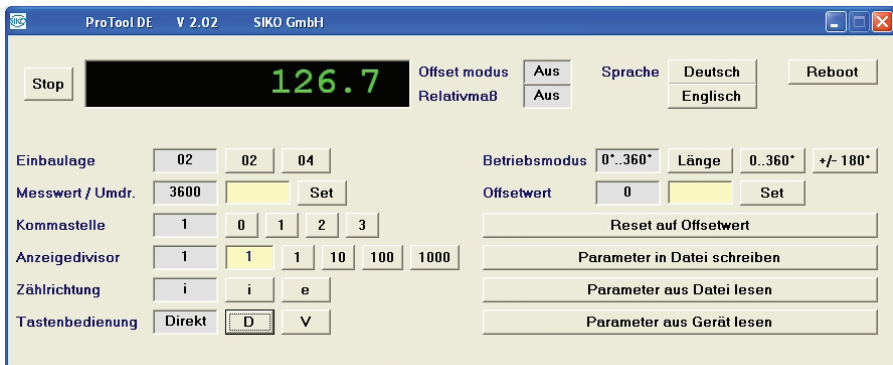 SIKO ProTool DE V 2.02 SIKO GmbH
Stop 126.7 Offset modus Aus Sprache Deutsch Reboot
Relativmaß Aus Englisch
Einbaulage 02 02 04 Betriebsmodus 0°..360° Länge 0..360° +/- 180°
Messwert / Umdr. 3600 Set Offsetwert 0 Set
Kommastelle 1 0 1 2 3 Reset auf Offsetwert
Anzeigedivisor 1 1 1 10 100 1000 Parameter in Datei schreiben
Zählrichtung i i e Parameter aus Datei lesen
Tastenbedienung Direkt D V Parameter aus Gerät lesen